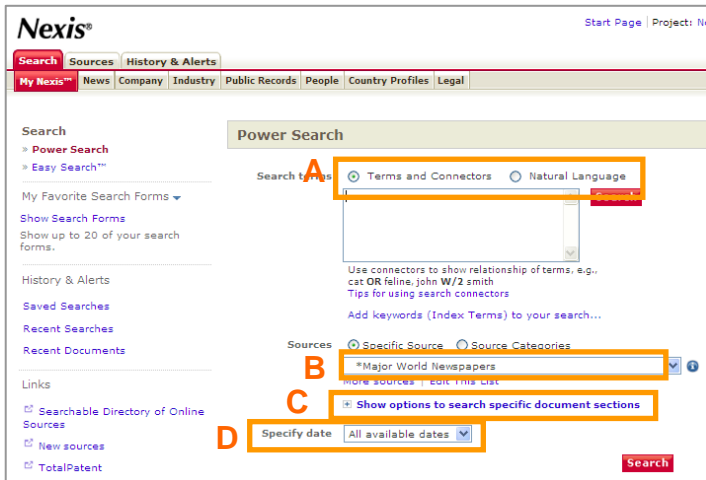 Nexis®
Start Page | Project:
Search Sources History & Alerts
My Nexis™ News Company Industry Public Records People Country Profiles Legal
Search
» Power Search
» Easy Search™
My Favorite Search Forms
Show Search Forms
Show up to 20 of your search
forms.
History & Alerts
Saved Searches
Recent Searches
Recent Documents
Links
Searchable Directory of Online
Sources
New sources
TotalPatent
Power Search
A
Search terms Terms and Connectors Natural Language
Search
Use connectors to show relationship of terms, e.g.,
cat OR feline, john W/2 smith
Tips for using search connectors
Add keywords (Index Terms) to your search...
Sources Specific Source Source Categories
B
*Major World Newspapers
More sources | Edit This List
C
Show options to search specific document sections
D
Specify date All available dates
Search